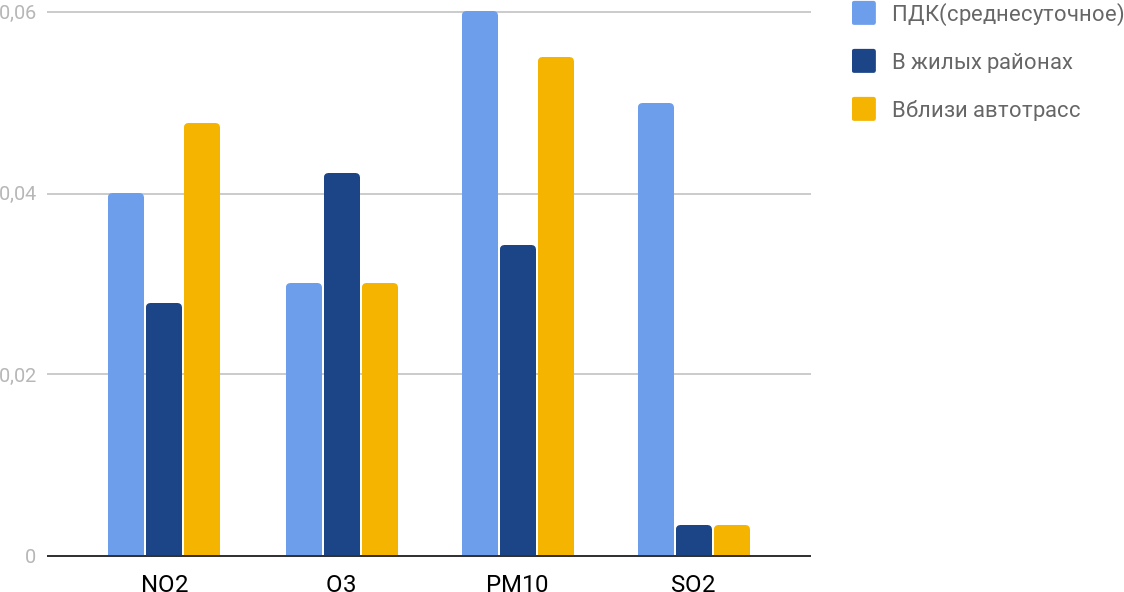 0,06
0,04
0,02
0
NO2
O3
PM10
SO2
ПДК(среднесуточное)
В жилых районах
Вблизи автотрасс